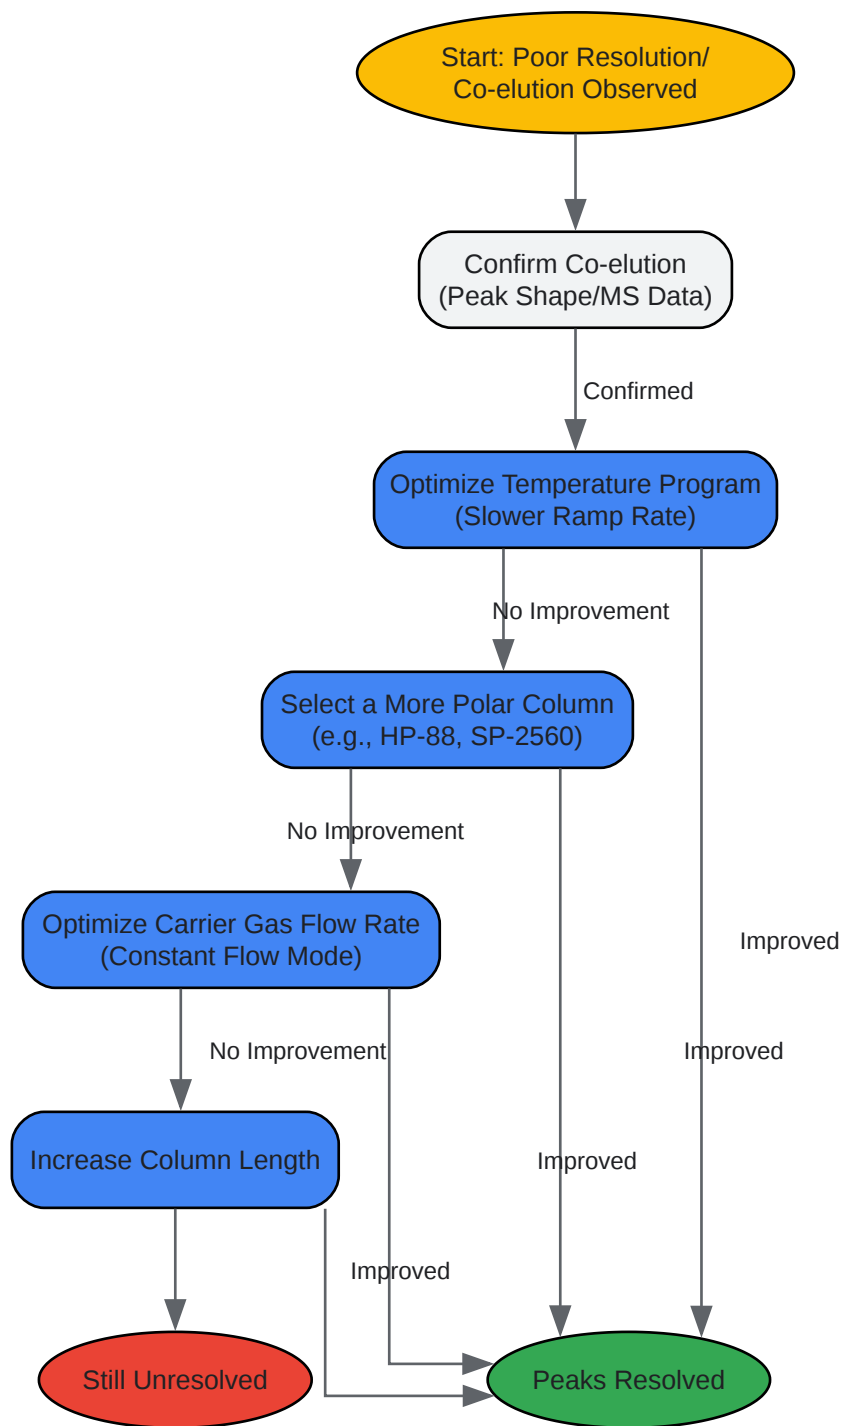 Start: Poor Resolution/
Co-elution Observed
Confirm Co-elution
(Peak Shape/MS Data)
Confirmed
Optimize Temperature Program
(Slower Ramp Rate)
No Improvement
Select a More Polar Column
(e.g., HP-88, SP-2560)
No Improvement
Optimize Carrier Gas Flow Rate
(Constant Flow Mode)
Improved
No Improvement
Improved
Increase Column Length
Improved
Improved
Still Unresolved
Peaks Resolved